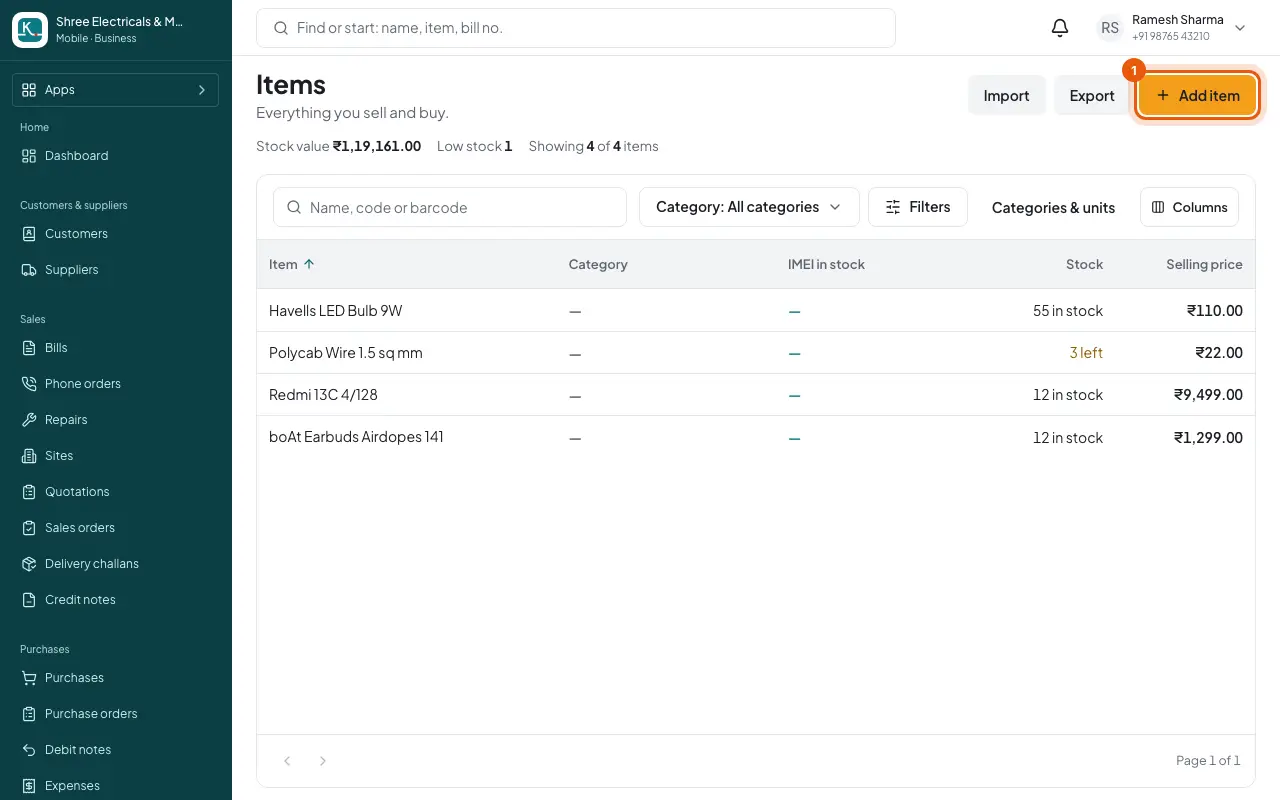 Shree Electricals & M...
Mobile · Business
Find or start: name, item, bill no.
RS
Ramesh Sharma
+91 98765 43210
Apps
Home
Dashboard
Customers & suppliers
Customers
Suppliers
Sales
Bills
Phone orders
Repairs
Sites
Quotations
Sales orders
Delivery challans
Credit notes
Purchases
Purchases
Purchase orders
Debit notes
Expenses
Items
Everything you sell and buy.
Import
Export
1
Add item
Stock value ₹1,19,161.00 Low stock 1 Showing 4 of 4 items
Name, code or barcode
Category: All categories
Filters
Categories & units
Columns
Item Category IMEI in stock Stock Selling price
Havells LED Bulb 9W — — 55 in stock ₹110.00
Polycab Wire 1.5 sq mm — — 3 left ₹22.00
Redmi 13C 4/128 — — 12 in stock ₹9,499.00
boAt Earbuds Airdopes 141 — — 12 in stock ₹1,299.00
Page 1 of 1